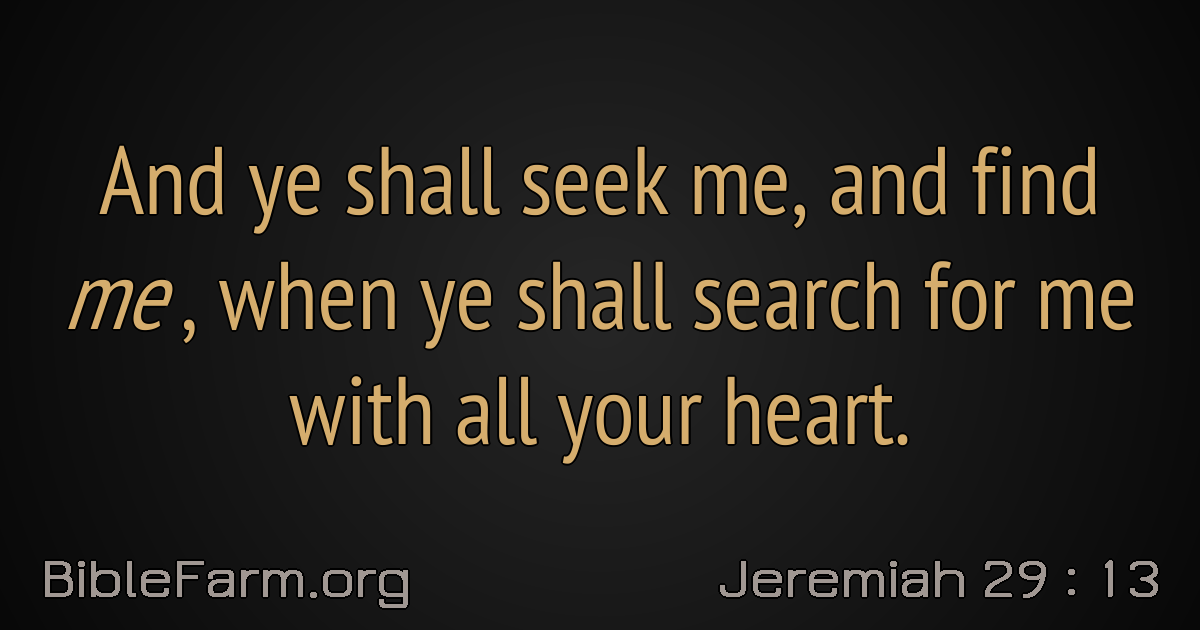 And ye shall seek me, and find
me, when ye shall search for me
with all your heart.
BibleFarm.org
Jeremiah 29 : 13